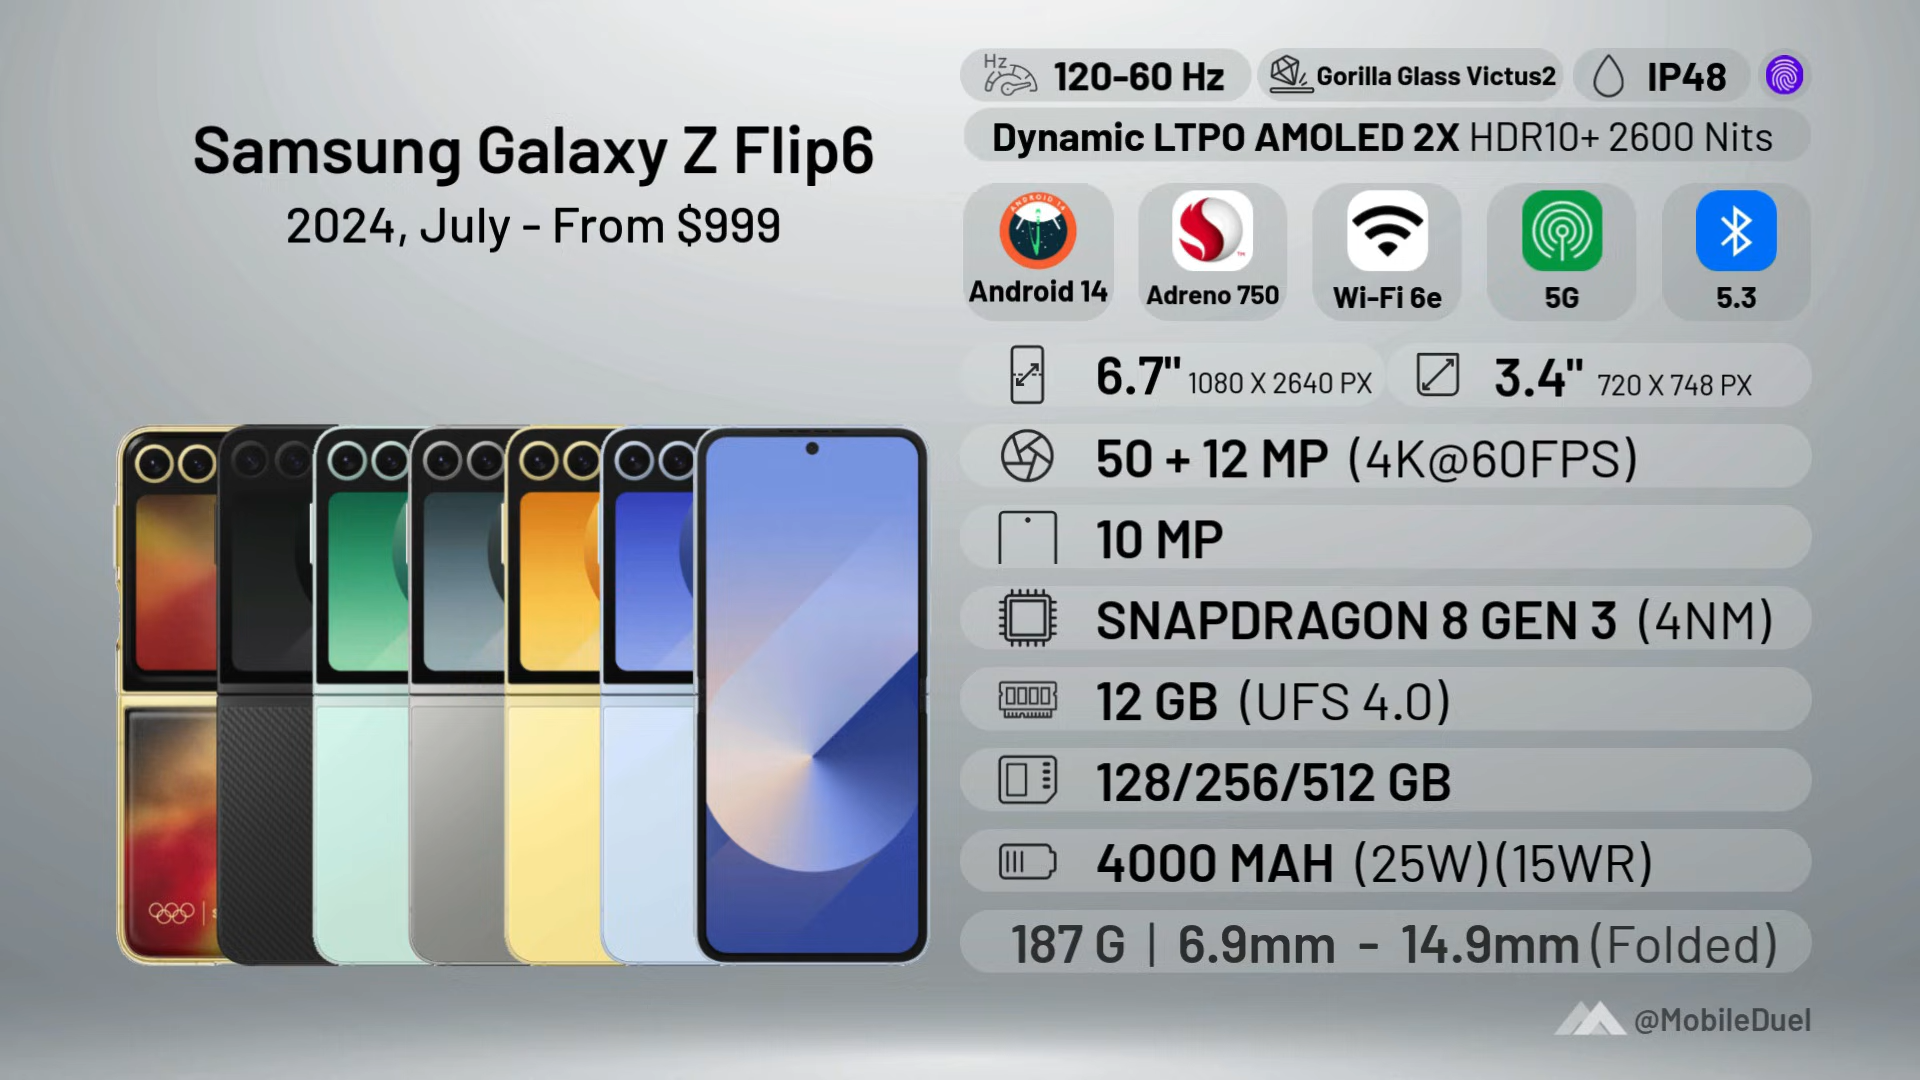 Samsung Galaxy Z Flip6
2024, July - From $999
Hz
120-60 Hz
Gorilla Glass Victus2
IP48
Dynamic LTPO AMOLED 2X HDR10+ 2600 Nits
ANDROID 14
Android 14
Adreno 750
Wi-Fi 6e
5G
5.3
6.7" 1080 X 2640 PX
3.4" 720 X 748 PX
50 + 12 MP (4K@60FPS)
10 MP
SNAPDRAGON 8 GEN 3 (4NM)
12 GB (UFS 4.0)
128/256/512 GB
4000 MAH (25W)(15WR)
187 G | 6.9mm - 14.9mm (Folded)
@MobileDuel